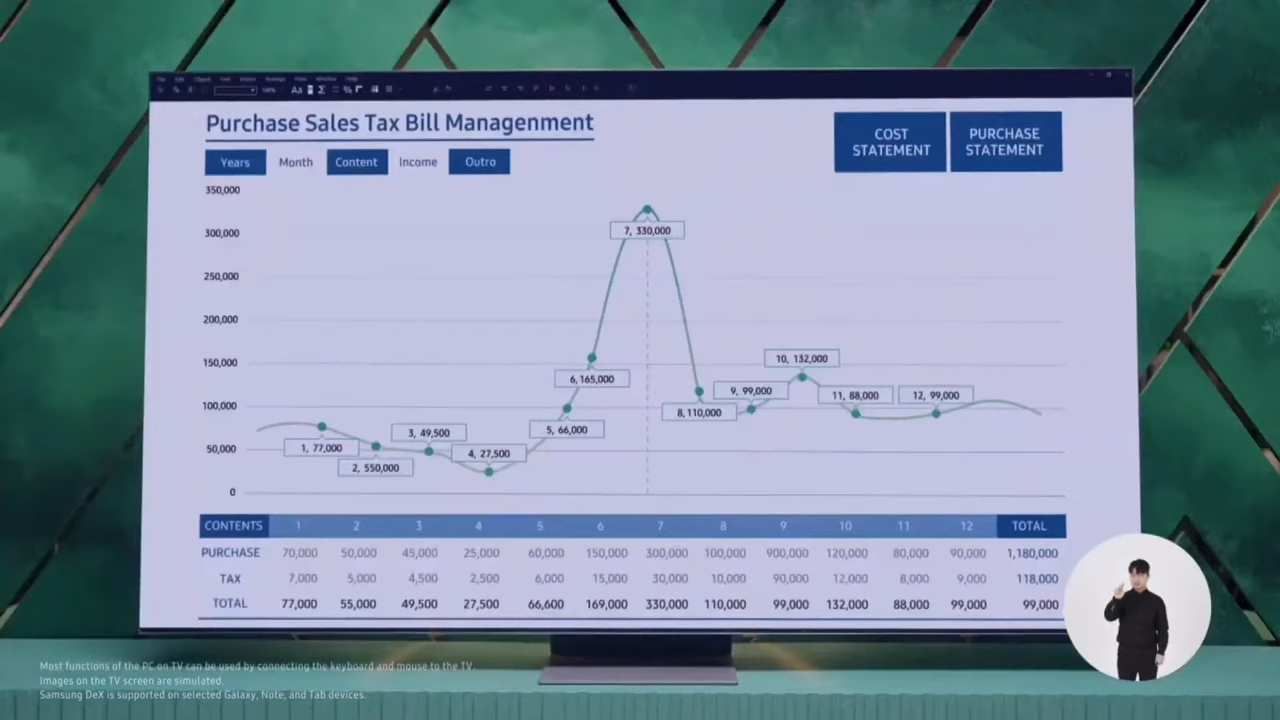 File Edit Object Text View Window Help
100% Aa Σ %
Purchase Sales Tax Bill Managenment
COST STATEMENT
PURCHASE STATEMENT
Years Month Content Income Outro
350,000
300,000
250,000
200,000
150,000
100,000
50,000
0
1, 77,000
2, 550,000
3, 49,500
4, 27,500
5, 66,000
6, 165,000
7, 330,000
8, 110,000
9, 99,000
10, 132,000
11, 88,000
12, 99,000
CONTENTS 1 2 3 4 5 6 7 8 9 10 11 12 TOTAL
PURCHASE 70,000 50,000 45,000 25,000 60,000 150,000 300,000 100,000 900,000 120,000 80,000 90,000 1,180,000
TAX 7,000 5,000 4,500 2,500 6,000 15,000 30,000 10,000 90,000 12,000 8,000 9,000 118,000
TOTAL 77,000 55,000 49,500 27,500 66,600 169,000 330,000 110,000 99,000 132,000 88,000 99,000 99,000
Most functions of the PC on TV can be used by connecting the keyboard and mouse to the TV.
Images on the TV screen are simulated.
Samsung DeX is supported on selected Galaxy, Note, and Tab devices.